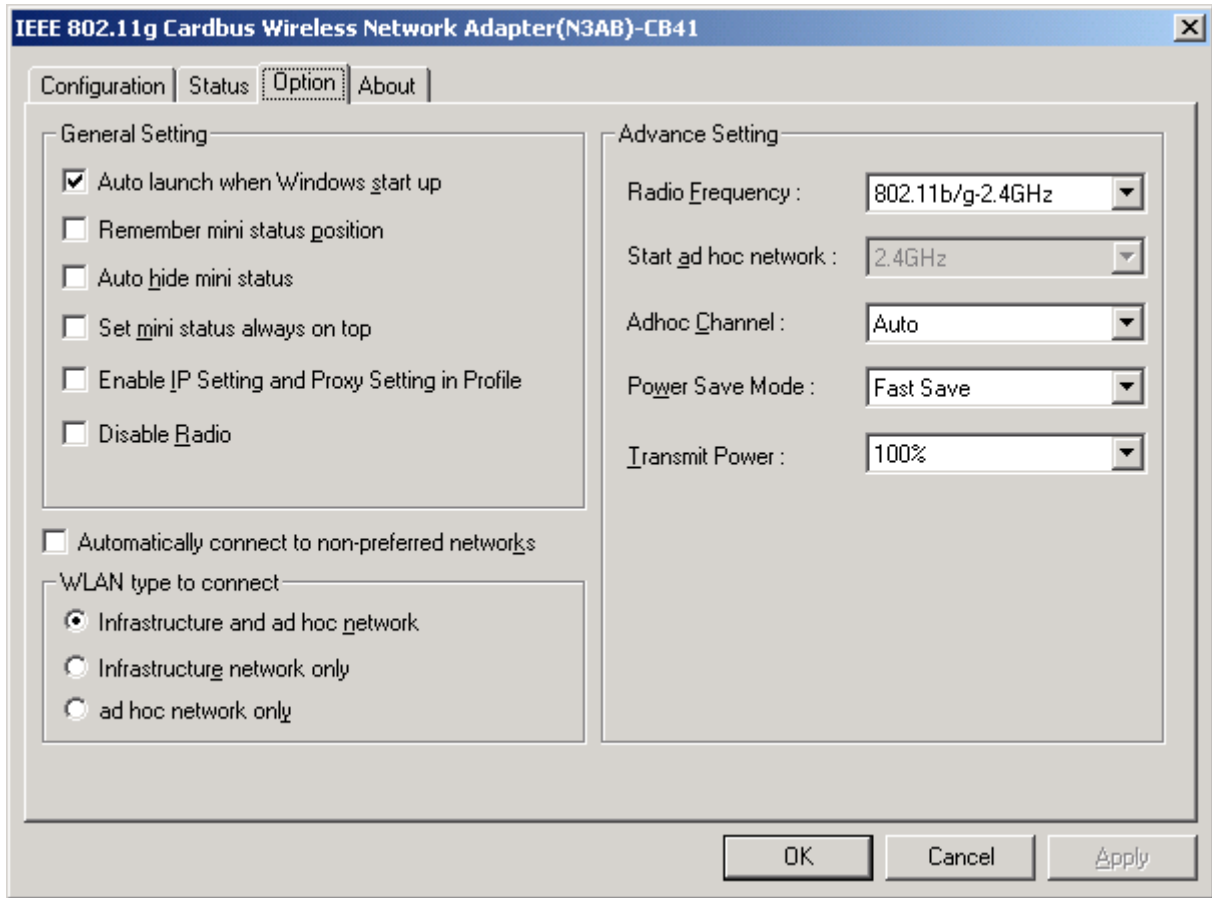 IEEE 802.11g Cardbus Wireless Network Adapter(N3AB)-CB41
Configuration
Status
Option
About
General Setting
Auto launch when Windows start up
Remember mini status position
Auto hide mini status
Set mini status always on top
Enable IP Setting and Proxy Setting in Profile
Disable Radio
Automatically connect to non-preferred networks
WLAN type to connect
Infrastructure and ad hoc network
Infrastructure network only
ad hoc network only
Advance Setting
Radio Frequency : 802.11b/g-2.4GHz
Start ad hoc network : 2.4GHz
Adhoc Channel : Auto
Power Save Mode : Fast Save
Transmit Power : 100%
OK
Cancel
Apply